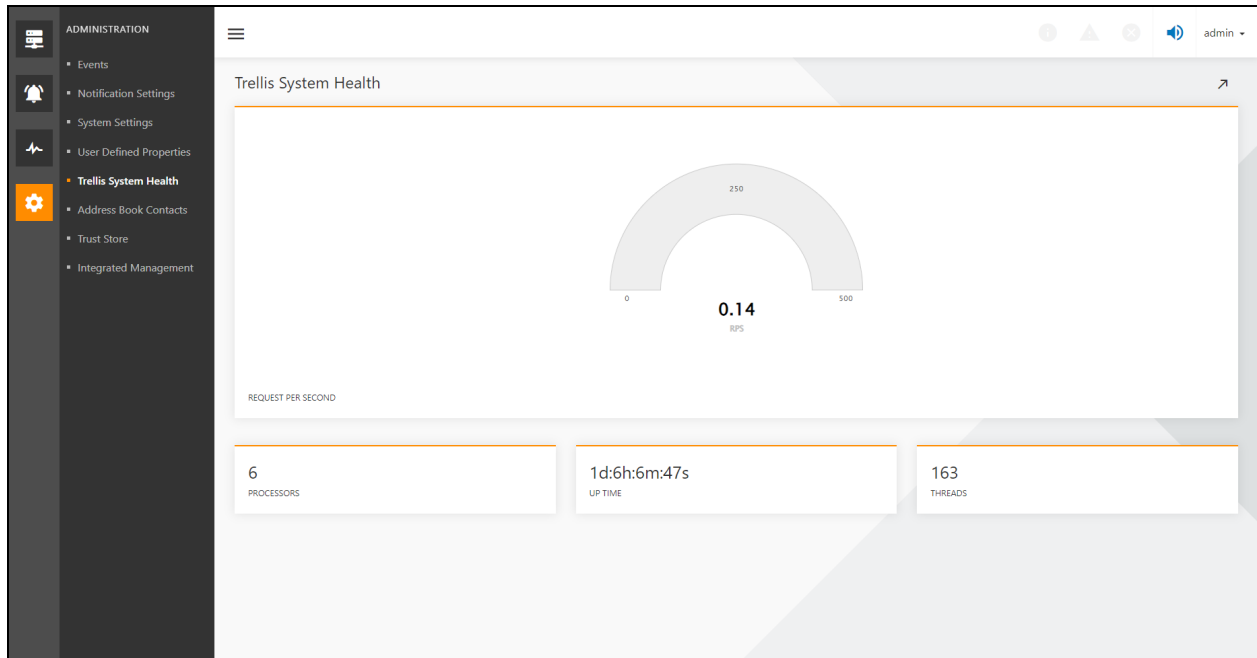 ADMINISTRATION
Events
Notification Settings
System Settings
User Defined Properties
Trellis System Health
Address Book Contacts
Trust Store
Integrated Management
admin
Trellis System Health
250
0
500
0.14
RPS
REQUEST PER SECOND
6
PROCESSORS
1d:6h:6m:47s
UP TIME
163
THREADS